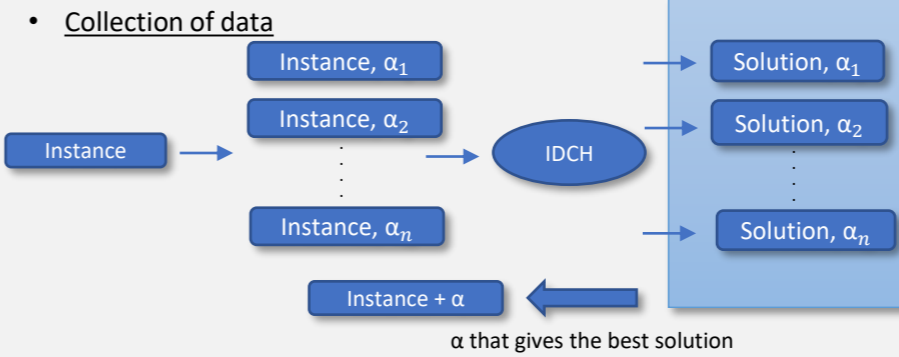 • Collection of data
Instance, α₁
Solution, α₁
Instance, α₂
Solution, α₂
Instance
IDCH
Instance, αₙ
Solution, αₙ
Instance + α
α that gives the best solution